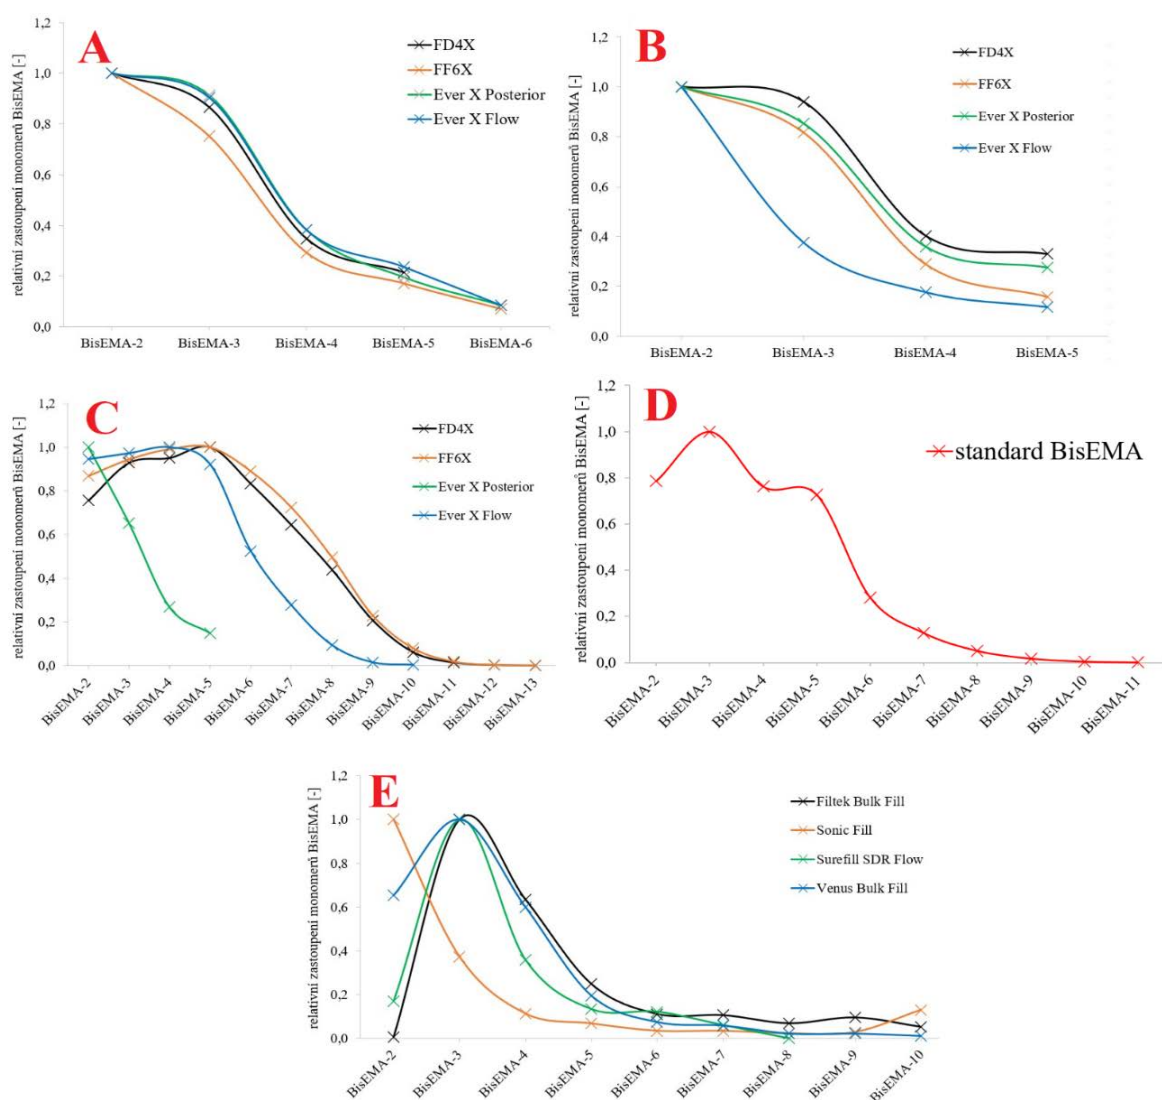 A
relativní zastoupení monomerů BisEMA [-]
1,2
1,0
0,8
0,6
0,4
0,2
0,0
BisEMA-2 BisEMA-3 BisEMA-4 BisEMA-5 BisEMA-6
FD4X
FF6X
Ever X Posterior
Ever X Flow
B
relativní zastoupení monomerů BisEMA [-]
1,2
1,0
0,8
0,6
0,4
0,2
0,0
BisEMA-2 BisEMA-3 BisEMA-4 BisEMA-5
FD4X
FF6X
Ever X Posterior
Ever X Flow
C
relativní zastoupení monomerů BisEMA [-]
1,2
1,0
0,8
0,6
0,4
0,2
0,0
BisEMA-2 BisEMA-3 BisEMA-4 BisEMA-5 BisEMA-6 BisEMA-7 BisEMA-8 BisEMA-9 BisEMA-10 BisEMA-11 BisEMA-12 BisEMA-13
FD4X
FF6X
Ever X Posterior
Ever X Flow
D
relativní zastoupení monomerů BisEMA [-]
1,2
1,0
0,8
0,6
0,4
0,2
0,0
BisEMA-2 BisEMA-3 BisEMA-4 BisEMA-5 BisEMA-6 BisEMA-7 BisEMA-8 BisEMA-9 BisEMA-10 BisEMA-11
standard BisEMA
E
relativní zastoupení monomerů BisEMA [-]
1,2
1,0
0,8
0,6
0,4
0,2
0,0
BisEMA-2 BisEMA-3 BisEMA-4 BisEMA-5 BisEMA-6 BisEMA-7 BisEMA-8 BisEMA-9 BisEMA-10
Filtek Bulk Fill
Sonic Fill
Surefill SDR Flow
Venus Bulk Fill